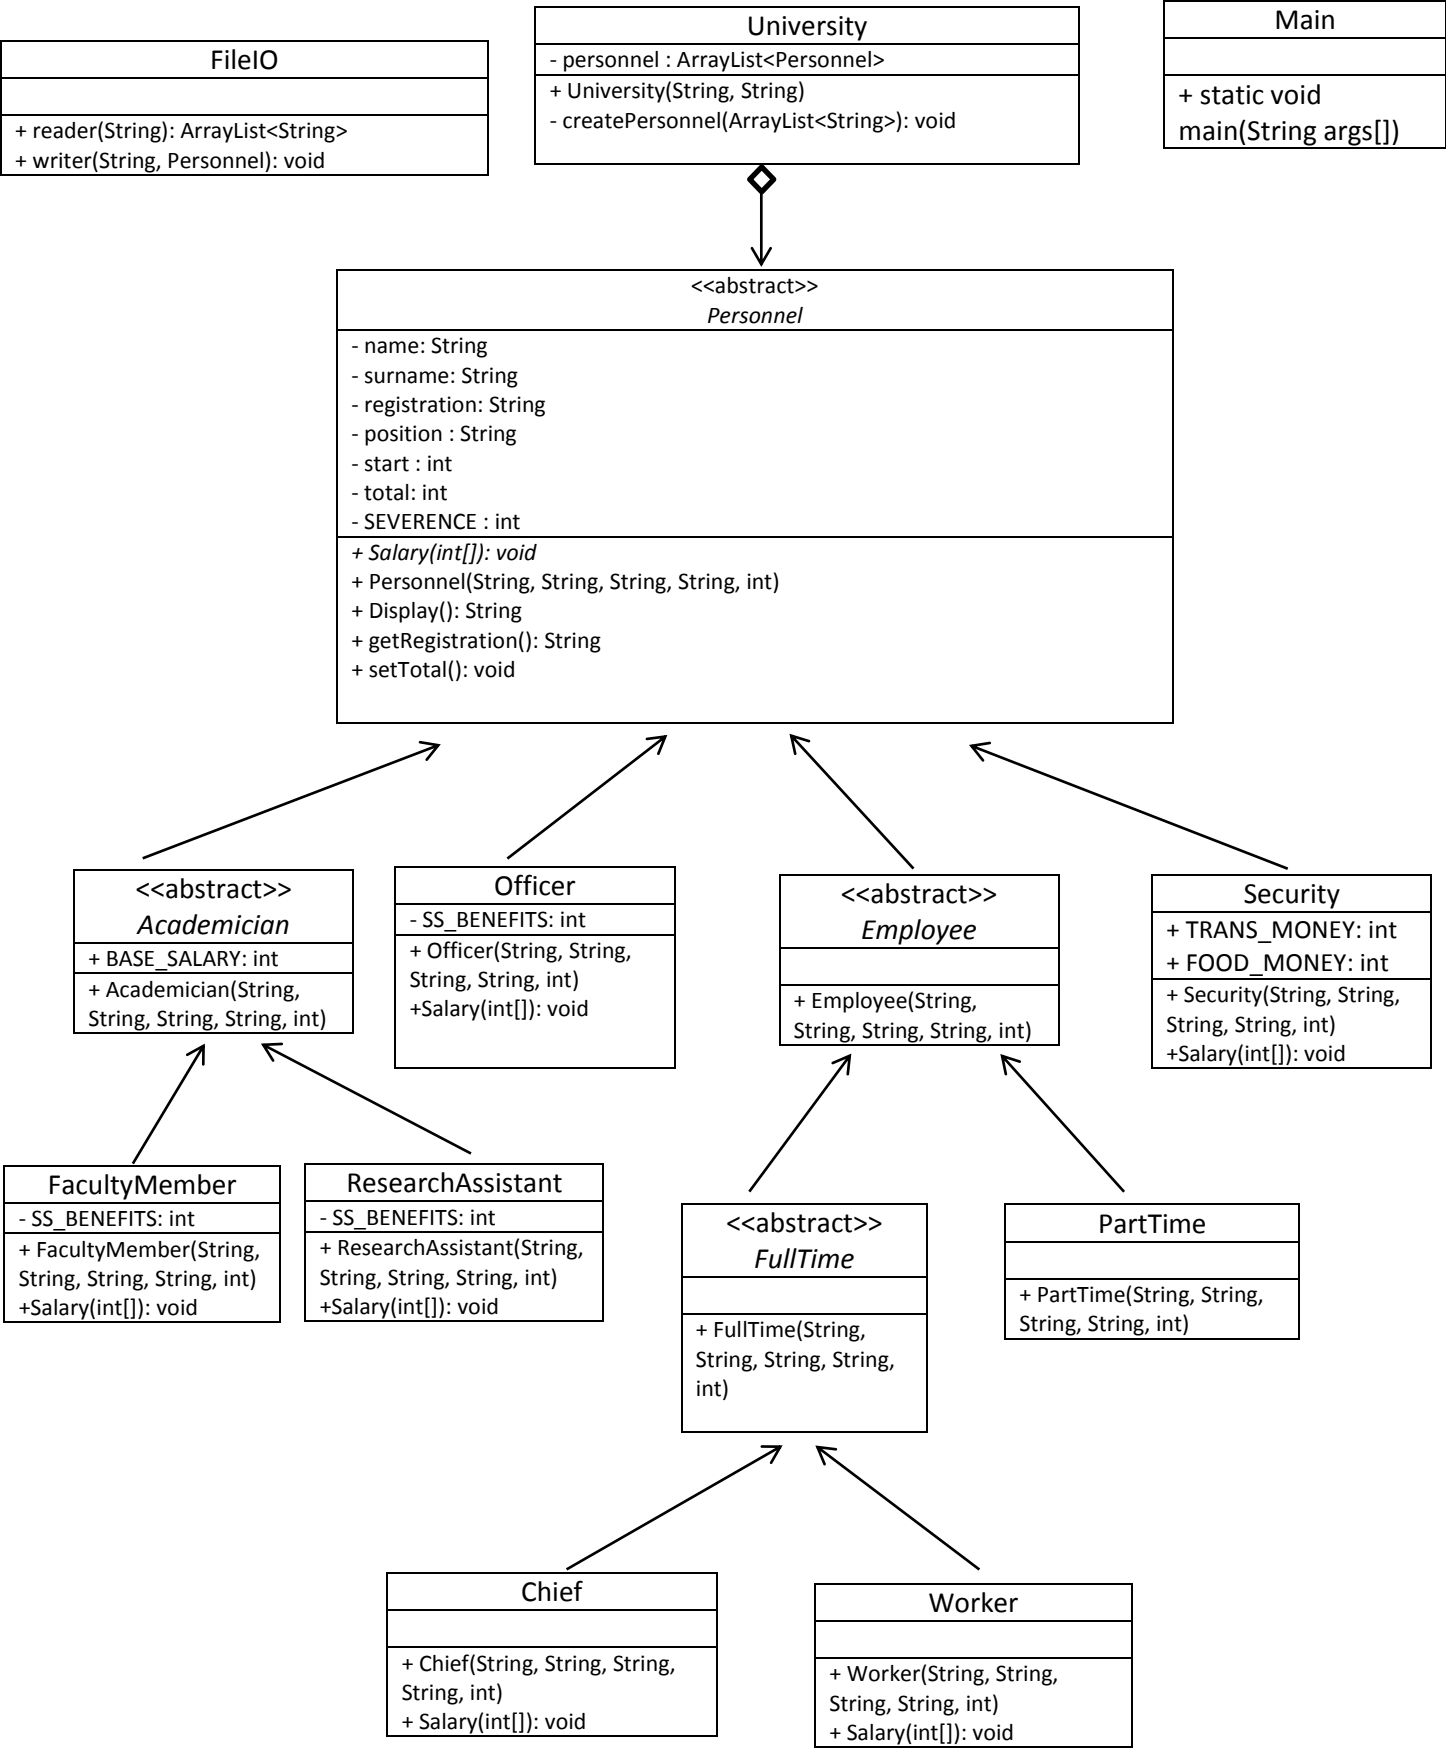 FileIO
+ reader(String): ArrayList<String>
+ writer(String, Personnel): void
University
- personnel : ArrayList<Personnel>
+ University(String, String)
- createPersonnel(ArrayList<String>): void
Main
+ static void
main(String args[])
<<abstract>>
Personnel
- name: String
- surname: String
- registration: String
- position : String
- start : int
- total: int
- SEVERENCE : int
+ Salary(int[]): void
+ Personnel(String, String, String, String, int)
+ Display(): String
+ getRegistration(): String
+ setTotal(): void
<<abstract>>
Academician
+ BASE_SALARY: int
+ Academician(String,
String, String, String, int)
Officer
- SS_BENEFITS: int
+ Officer(String, String,
String, String, int)
+Salary(int[]): void
<<abstract>>
Employee
+ Employee(String,
String, String, String, int)
Security
+ TRANS_MONEY: int
+ FOOD_MONEY: int
+ Security(String, String,
String, String, int)
+Salary(int[]): void
FacultyMember
- SS_BENEFITS: int
+ FacultyMember(String,
String, String, String, int)
+Salary(int[]): void
ResearchAssistant
- SS_BENEFITS: int
+ ResearchAssistant(String,
String, String, String, int)
+Salary(int[]): void
<<abstract>>
FullTime
+ FullTime(String,
String, String, String,
int)
PartTime
+ PartTime(String, String,
String, String, int)
Chief
+ Chief(String, String, String,
String, int)
+ Salary(int[]): void
Worker
+ Worker(String, String,
String, String, int)
+ Salary(int[]): void